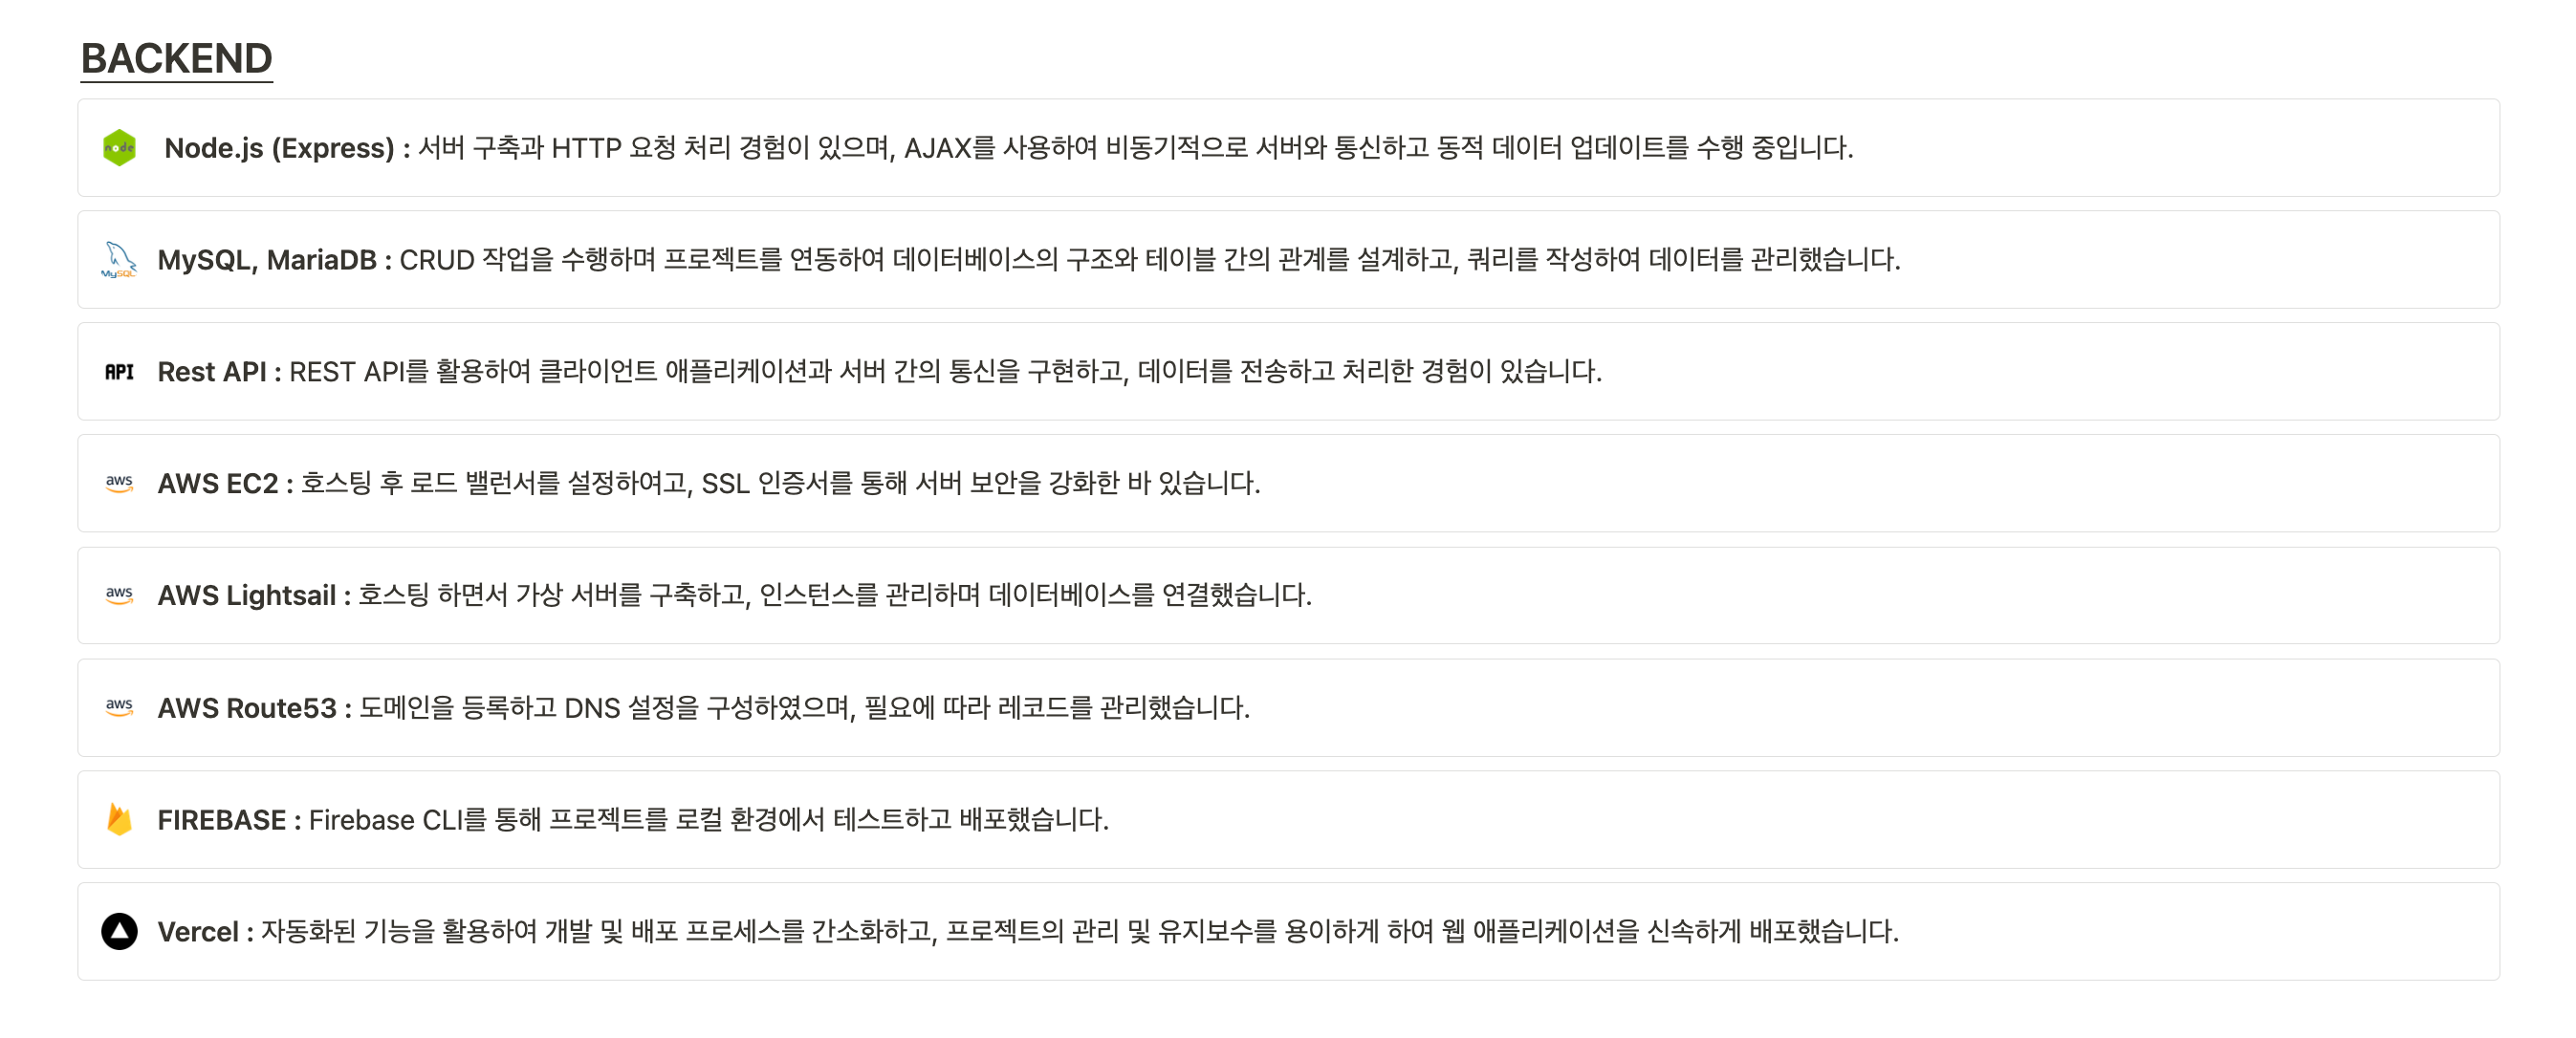 BACKEND
node Node.js (Express) : 서버 구축과 HTTP 요청 처리 경험이 있으며, AJAX를 사용하여 비동기적으로 서버와 통신하고 동적 데이터 업데이트를 수행 중입니다.
MySQL MySQL, MariaDB : CRUD 작업을 수행하며 프로젝트를 연동하여 데이터베이스의 구조와 테이블 간의 관계를 설계하고, 쿼리를 작성하여 데이터를 관리했습니다.
API Rest API : REST API를 활용하여 클라이언트 애플리케이션과 서버 간의 통신을 구현하고, 데이터를 전송하고 처리한 경험이 있습니다.
aws AWS EC2 : 호스팅 후 로드 밸런서를 설정하여고, SSL 인증서를 통해 서버 보안을 강화한 바 있습니다.
aws AWS Lightsail : 호스팅 하면서 가상 서버를 구축하고, 인스턴스를 관리하며 데이터베이스를 연결했습니다.
aws AWS Route53 : 도메인을 등록하고 DNS 설정을 구성하였으며, 필요에 따라 레코드를 관리했습니다.
FIREBASE : Firebase CLI를 통해 프로젝트를 로컬 환경에서 테스트하고 배포했습니다.
Vercel : 자동화된 기능을 활용하여 개발 및 배포 프로세스를 간소화하고, 프로젝트의 관리 및 유지보수를 용이하게 하여 웹 애플리케이션을 신속하게 배포했습니다.